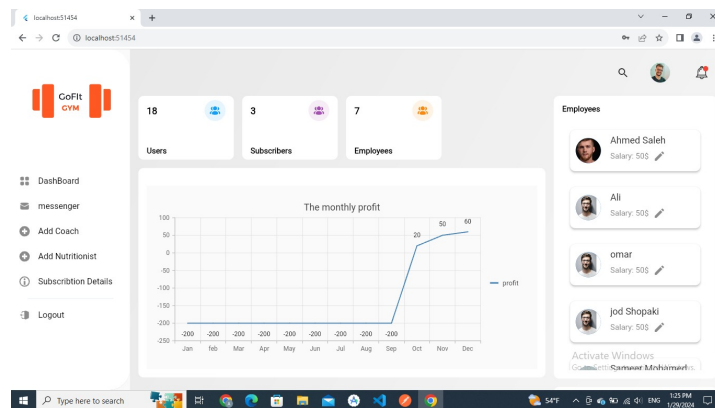 localhost:51454
localhost:51454
GoFIt
GYM
DashBoard
messenger
Add Coach
Add Nutritionist
Subscribtion Details
Logout
18
Users
3
Subscribers
7
Employees
The monthly profit
100
50
0
-50
-100
-150
-200
-250
-200 -200 -200 -200 -200 -200 -200 -200 -200 20 50 60
Jan feb Mar Apr May Jun Jul Aug Sep Oct Nov Dec
profit
Employees
Ahmed Saleh
Salary: 50$
Ali
Salary: 50$
omar
Salary: 50$
jod Shopaki
Salary: 50$
Sameer Mohamed
Activate Windows
Type here to search
54°F
ENG
1:25 PM
1/29/2024